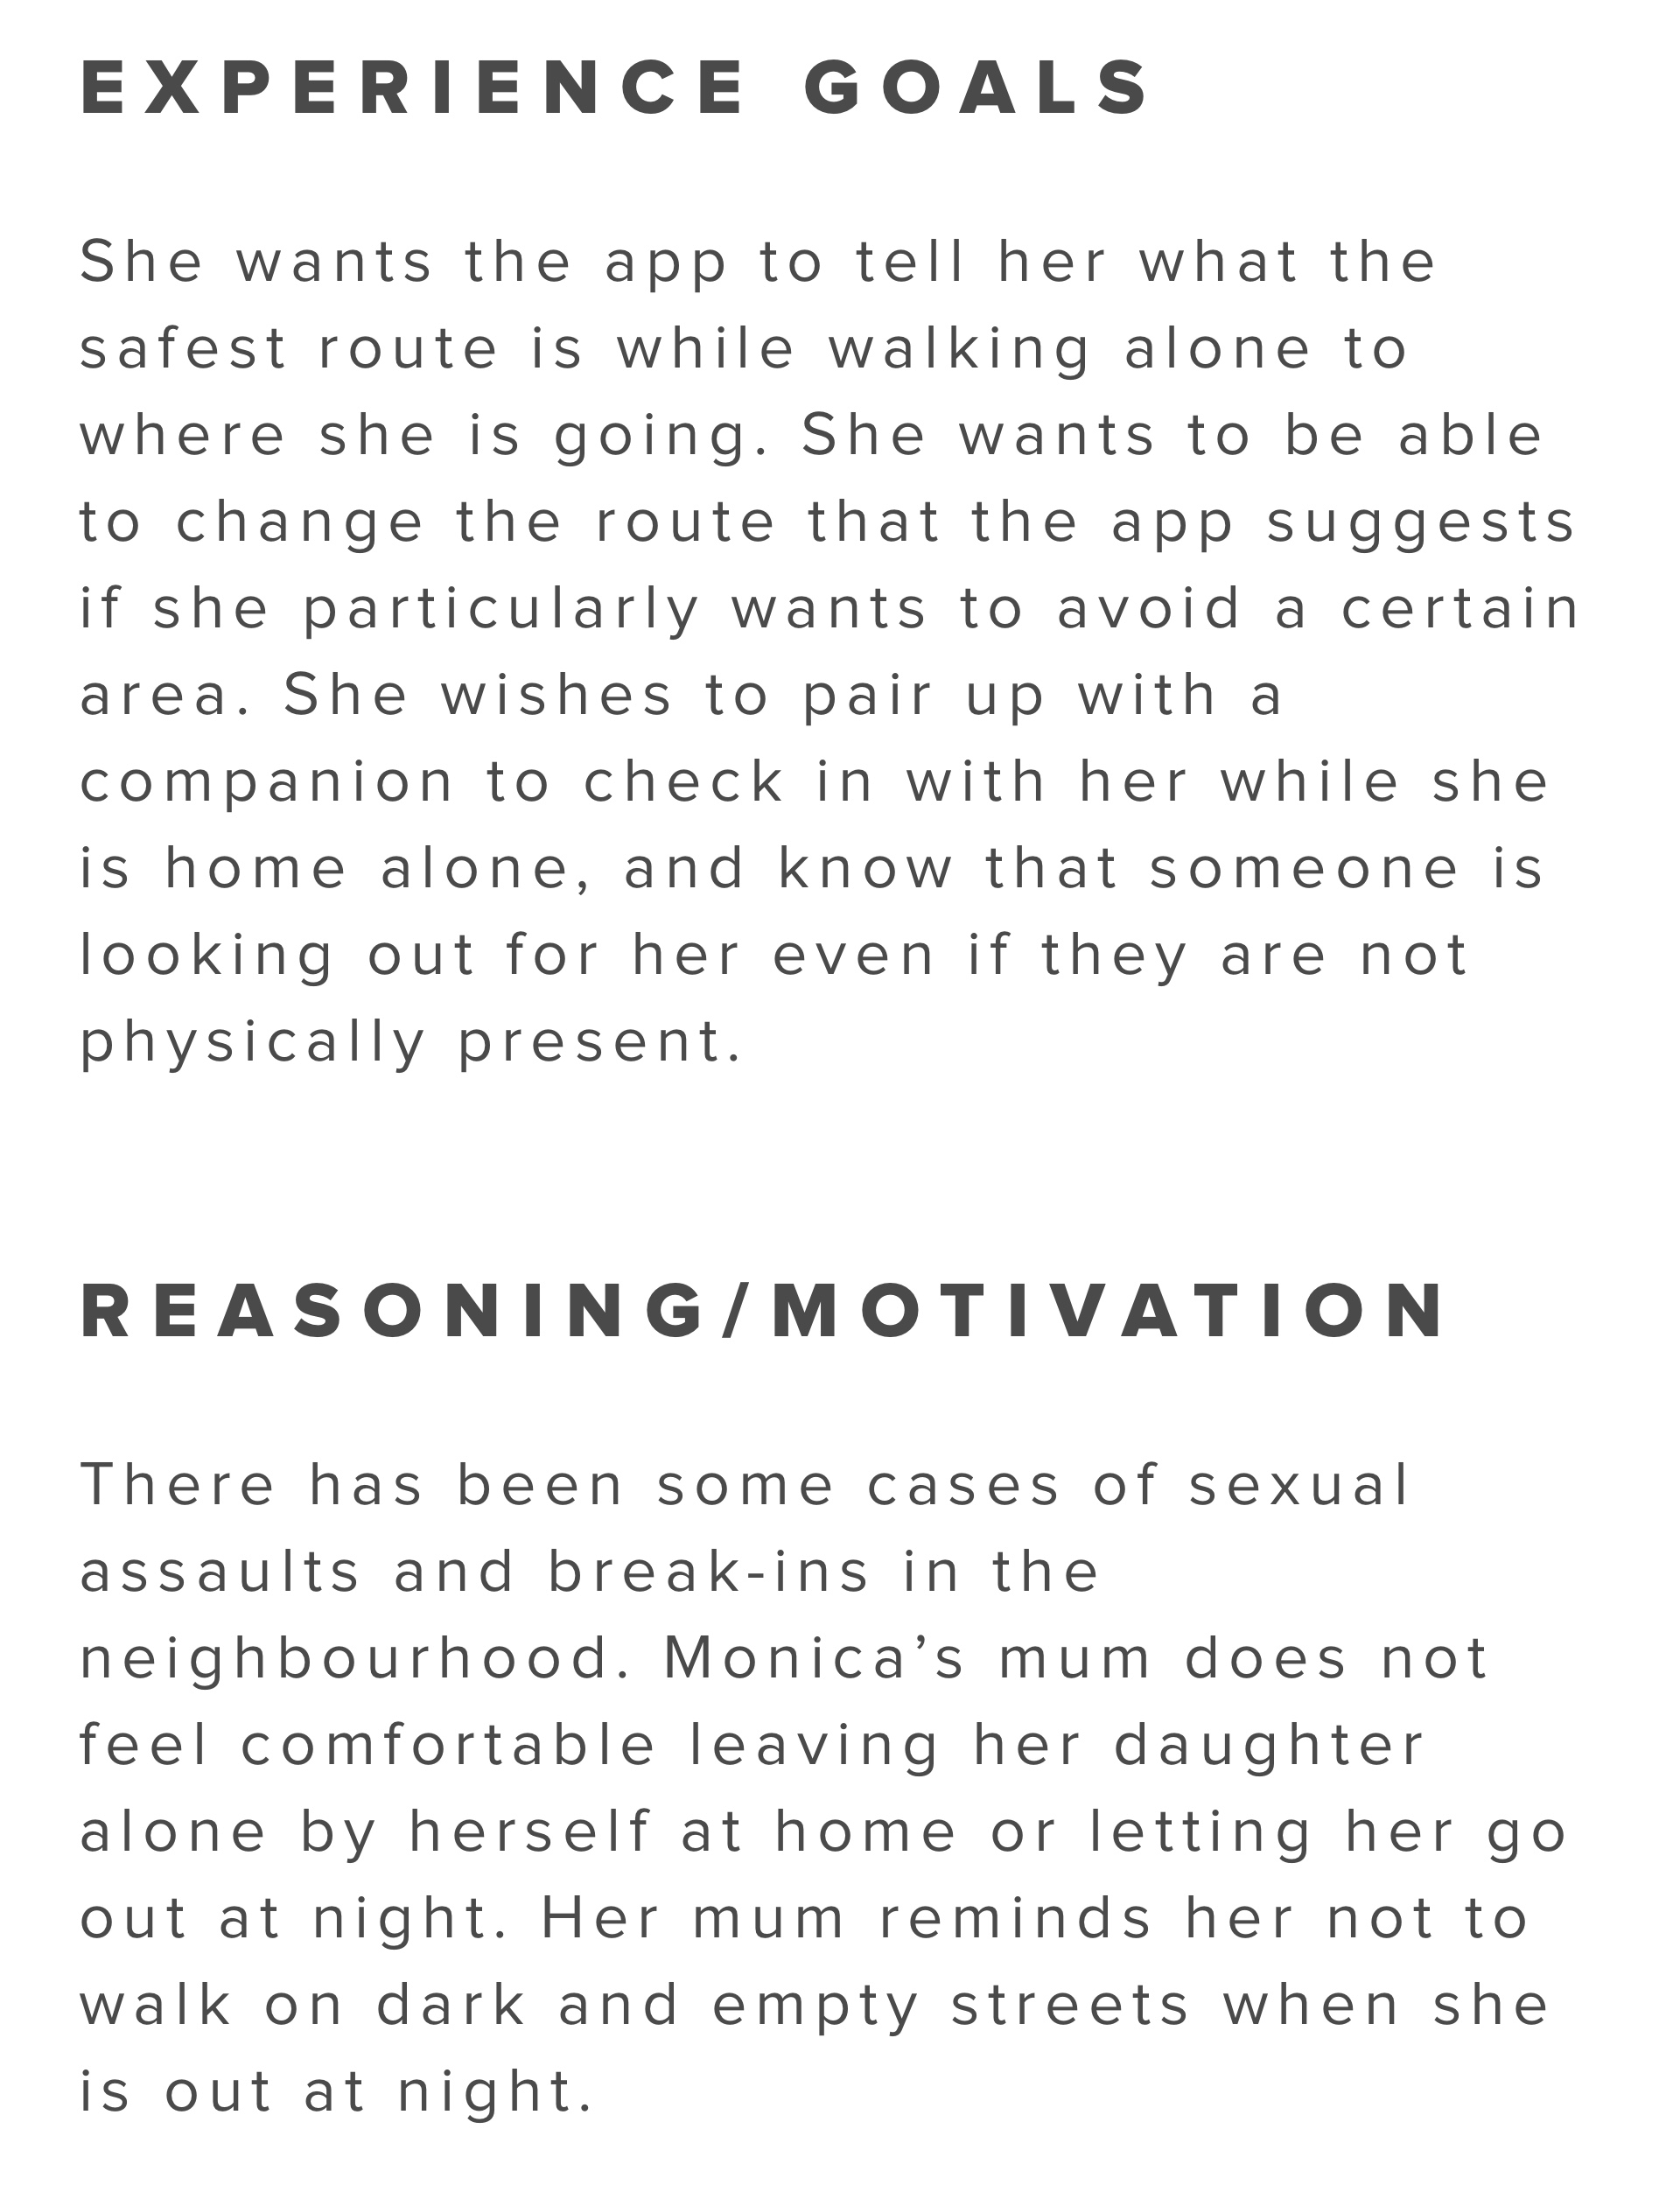 EXPERIENCE GOALS
She wants the app to tell her what the
safest route is while walking alone to
where she is going. She wants to be able
to change the route that the app suggests
if she particularly wants to avoid a certain
area. She wishes to pair up with a
companion to check in with her while she
is home alone, and know that someone is
looking out for her even if they are not
physically present.
REASONING/MOTIVATION
There has been some cases of sexual
assaults and break-ins in the
neighbourhood. Monica’s mum does not
feel comfortable leaving her daughter
alone by herself at home or letting her go
out at night. Her mum reminds her not to
walk on dark and empty streets when she
is out at night.